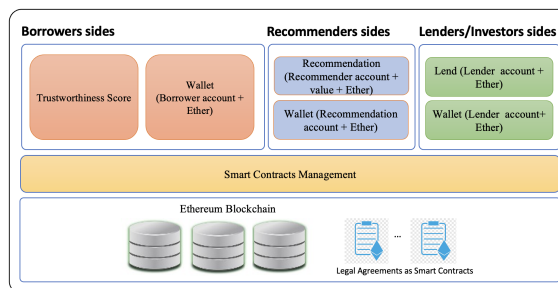 Borrowers sides
Recommenders sides
Lenders/Investors sides
Trustworthiness Score
Wallet
(Borrower account +
Ether)
Recommendation
(Recommender account +
value + Ether)
Wallet (Recommendation
account + Ether)
Lend (Lender account +
Ether)
Wallet (Lender account+
Ether)
Smart Contracts Management
Ethereum Blockchain
...
Legal Agreements as Smart Contracts